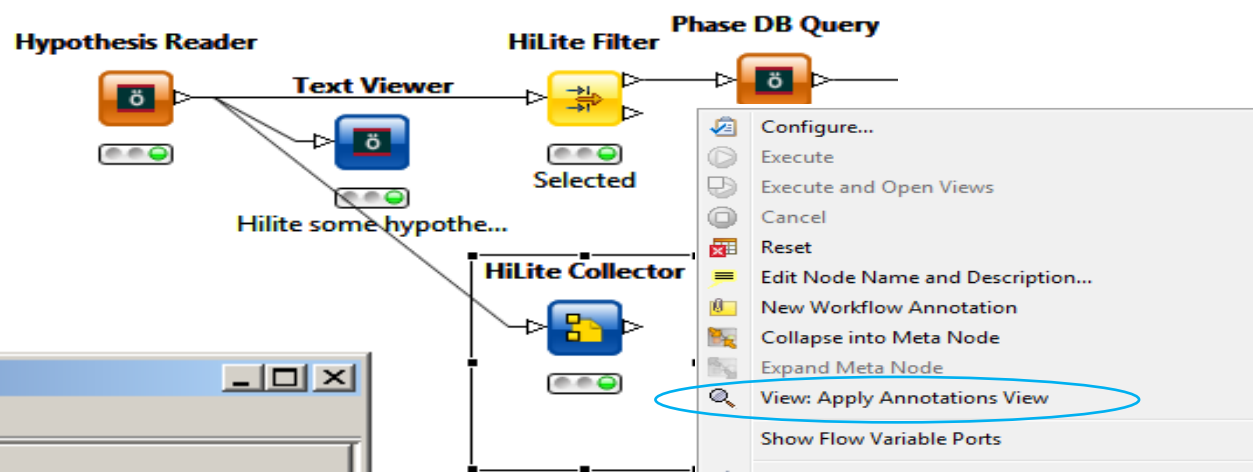 Phase DB Query
Hypothesis Reader
HiLite Filter
Text Viewer
ö
ö
ö
Selected
Hilite some hypothe...
HiLite Collector
Configure...
Execute
Execute and Open Views
Cancel
Reset
Edit Node Name and Description...
New Workflow Annotation
Collapse into Meta Node
Expand Meta Node
View: Apply Annotations View
Show Flow Variable Ports